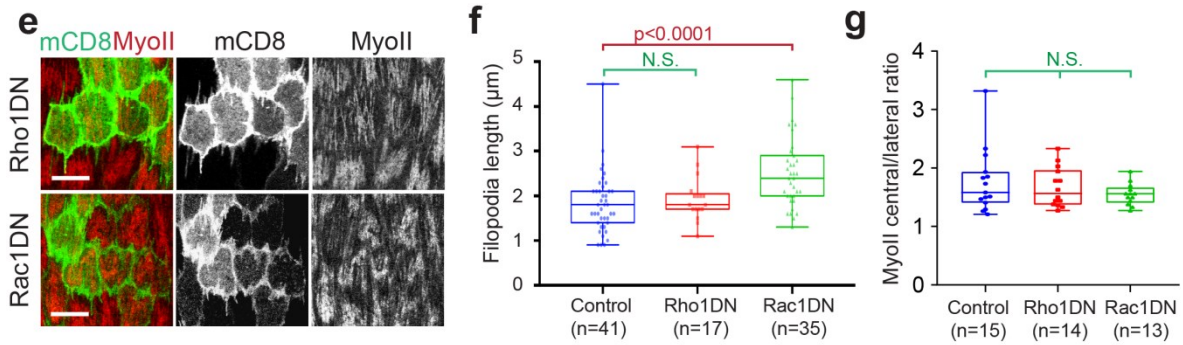 e
mCD8MyoII
mCD8
MyoII
Rho1DN
Rac1DN
f
p<0.0001
N.S.
Filopodia length (μm)
5
4
3
2
1
0
Control
(n=41)
Rho1DN
(n=17)
Rac1DN
(n=35)
g
N.S.
MyoII central/lateral ratio
4
3
2
1
0
Control
(n=15)
Rho1DN
(n=14)
Rac1DN
(n=13)